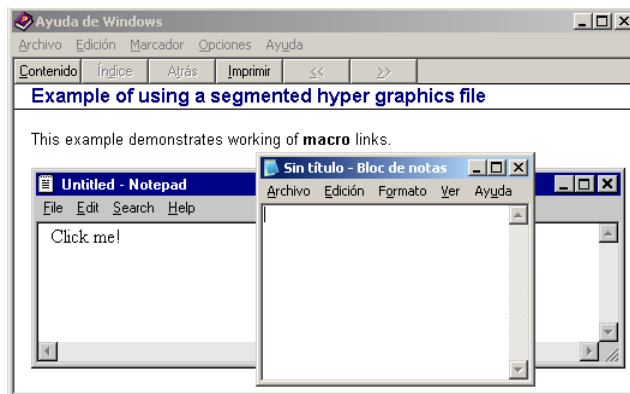 Ayuda de Windows
Archivo Edición Marcador Opciones Ayuda
Contenido Índice Atrás Imprimir << >>
Example of using a segmented hyper graphics file
This example demonstrates working of macro links.
Untitled - Notepad
File Edit Search Help
Click me!
Sin título - Bloc de notas
Archivo Edición Formato Ver Ayuda